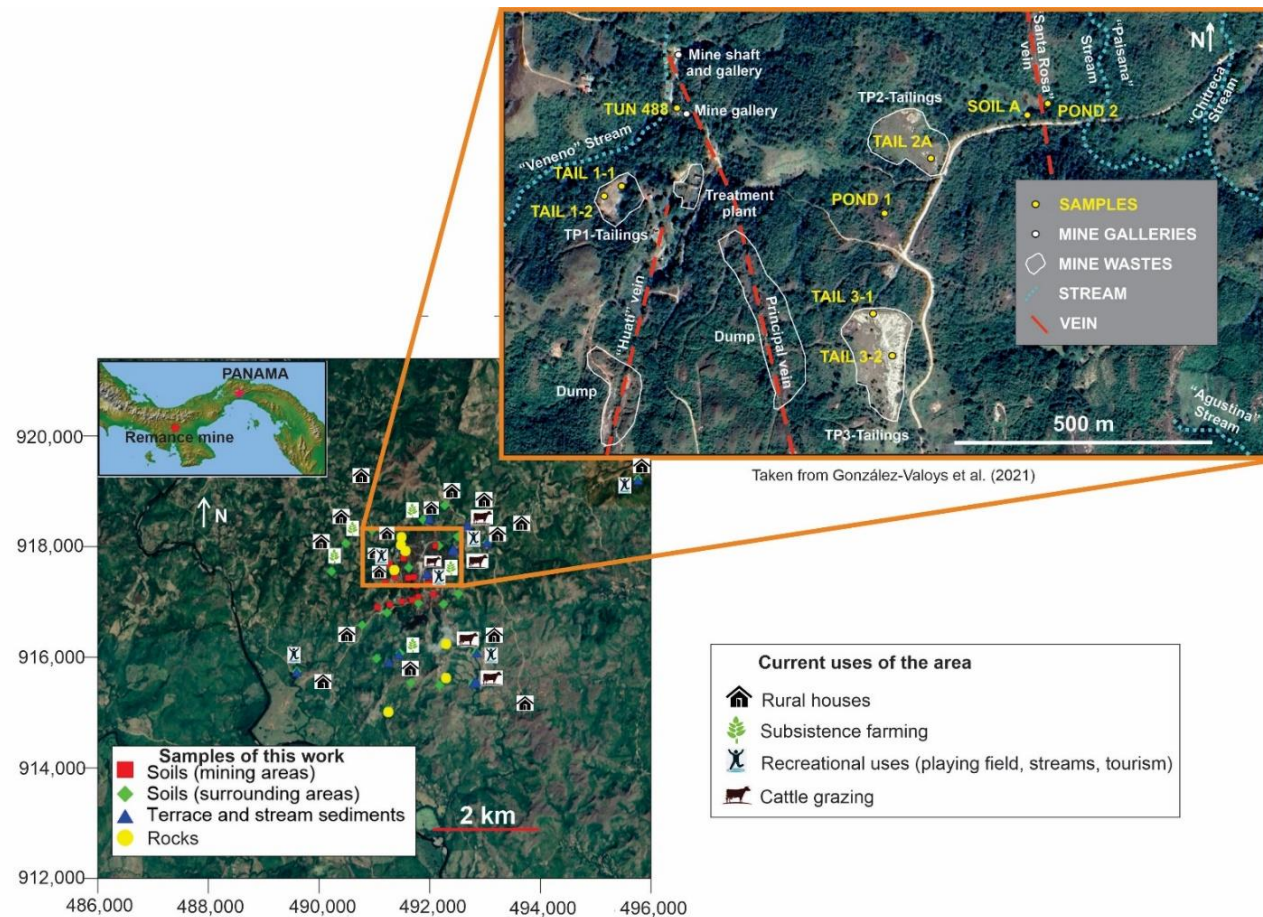 Mine shaft
and gallery
TUN 488
Mine gallery
"Veneno" Stream
TAIL 1-1
TAIL 1-2
TP1-Tailings
Treatment
plant
"Huati" vein
Dump
Dump
Principal vein
TP2-Tailings
TAIL 2A
POND 1
TAIL 3-1
TAIL 3-2
TP3-Tailings
SOIL A
"Santa Rosa"
vein
POND 2
"Paisana"
Stream
"Chitreca"
Stream
N
SAMPLES
MINE GALLERIES
MINE WASTES
STREAM
VEIN
"Agustina"
Stream
500 m
Taken from González-Valoys et al. (2021)
PANAMA
Remance mine
N
920,000
918,000
916,000
914,000
912,000
486,000 488,000 490,000 492,000 494,000 496,000
Samples of this work
Soils (mining areas)
Soils (surrounding areas)
Terrace and stream sediments
Rocks
2 km
Current uses of the area
Rural houses
Subsistence farming
Recreational uses (playing field, streams, tourism)
Cattle grazing